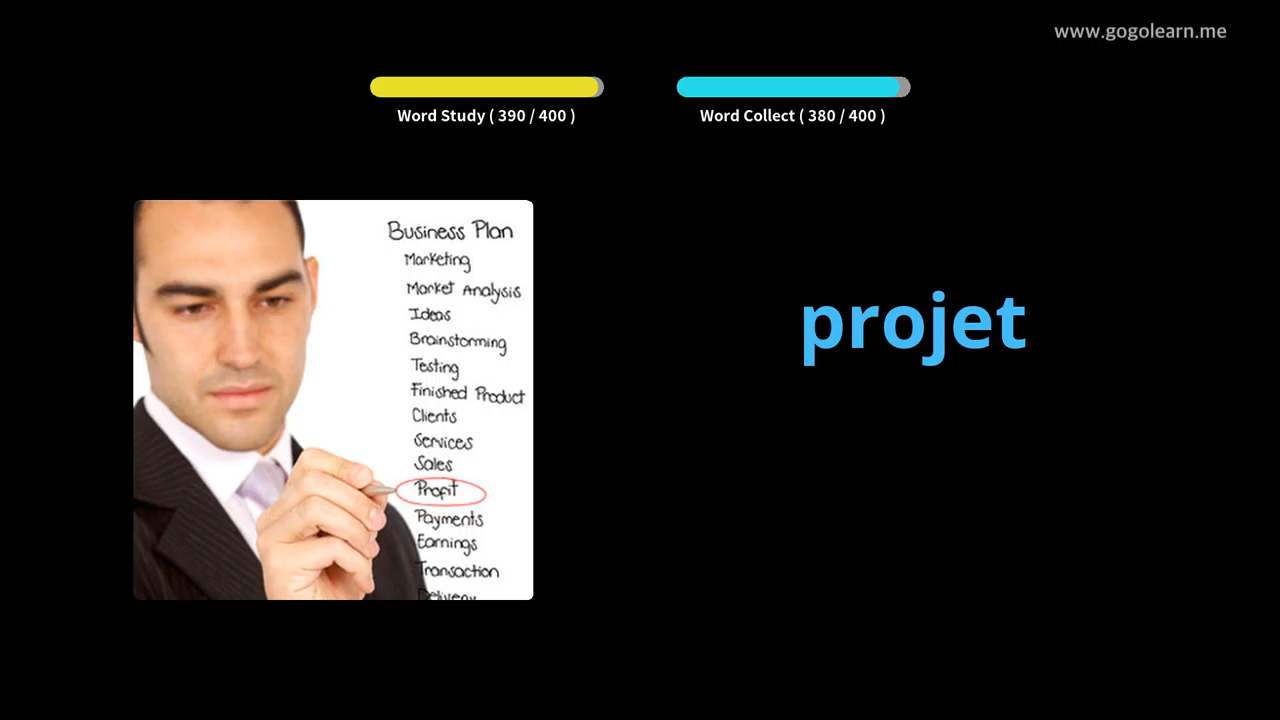 www.gogolearn.me
Word Study ( 390 / 400 )
Word Collect ( 380 / 400 )
Business Plan
Marketing
Market Analysis
Ideas
Brainstorming
Testing
Finished Product
Clients
Services
Sales
Profit
Payments
Earnings
Transaction
Delivery
projet